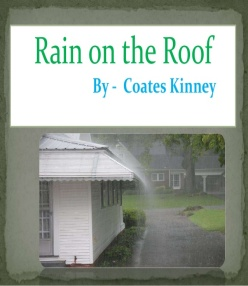 Rain on the Roof
By - Coates Kinney